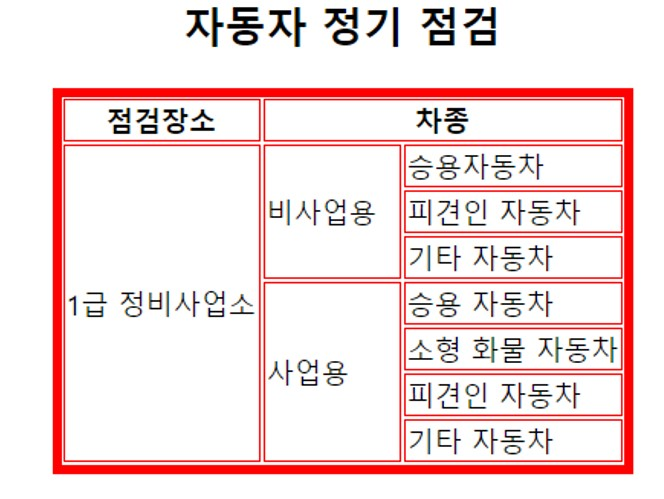 자동자 정기 점검
점검장소 차종
1급 정비사업소
비사업용
승용자동차
피견인 자동차
기타 자동차
사업용
승용 자동차
소형 화물 자동차
피견인 자동차
기타 자동차